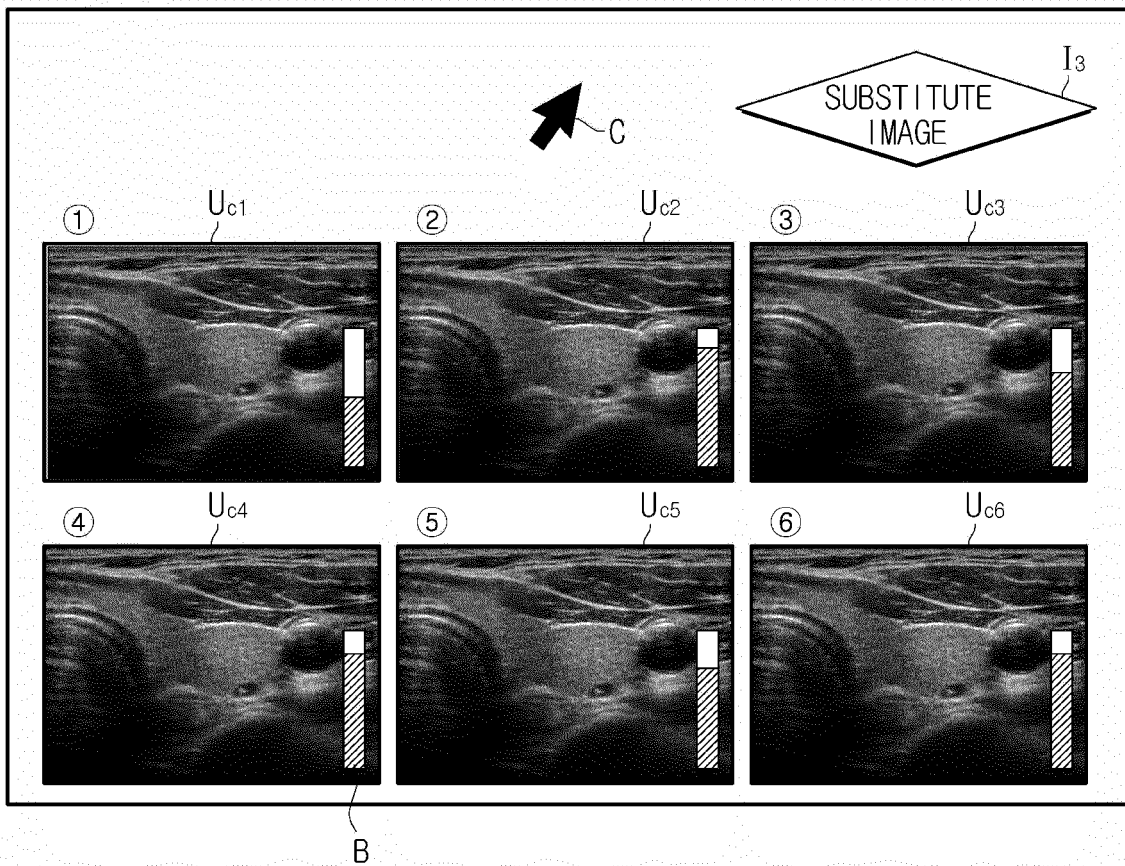 I3
SUBSTITUTE
IMAGE
C
① Uc1 ② Uc2 ③ Uc3
④ Uc4 ⑤ Uc5 ⑥ Uc6
B